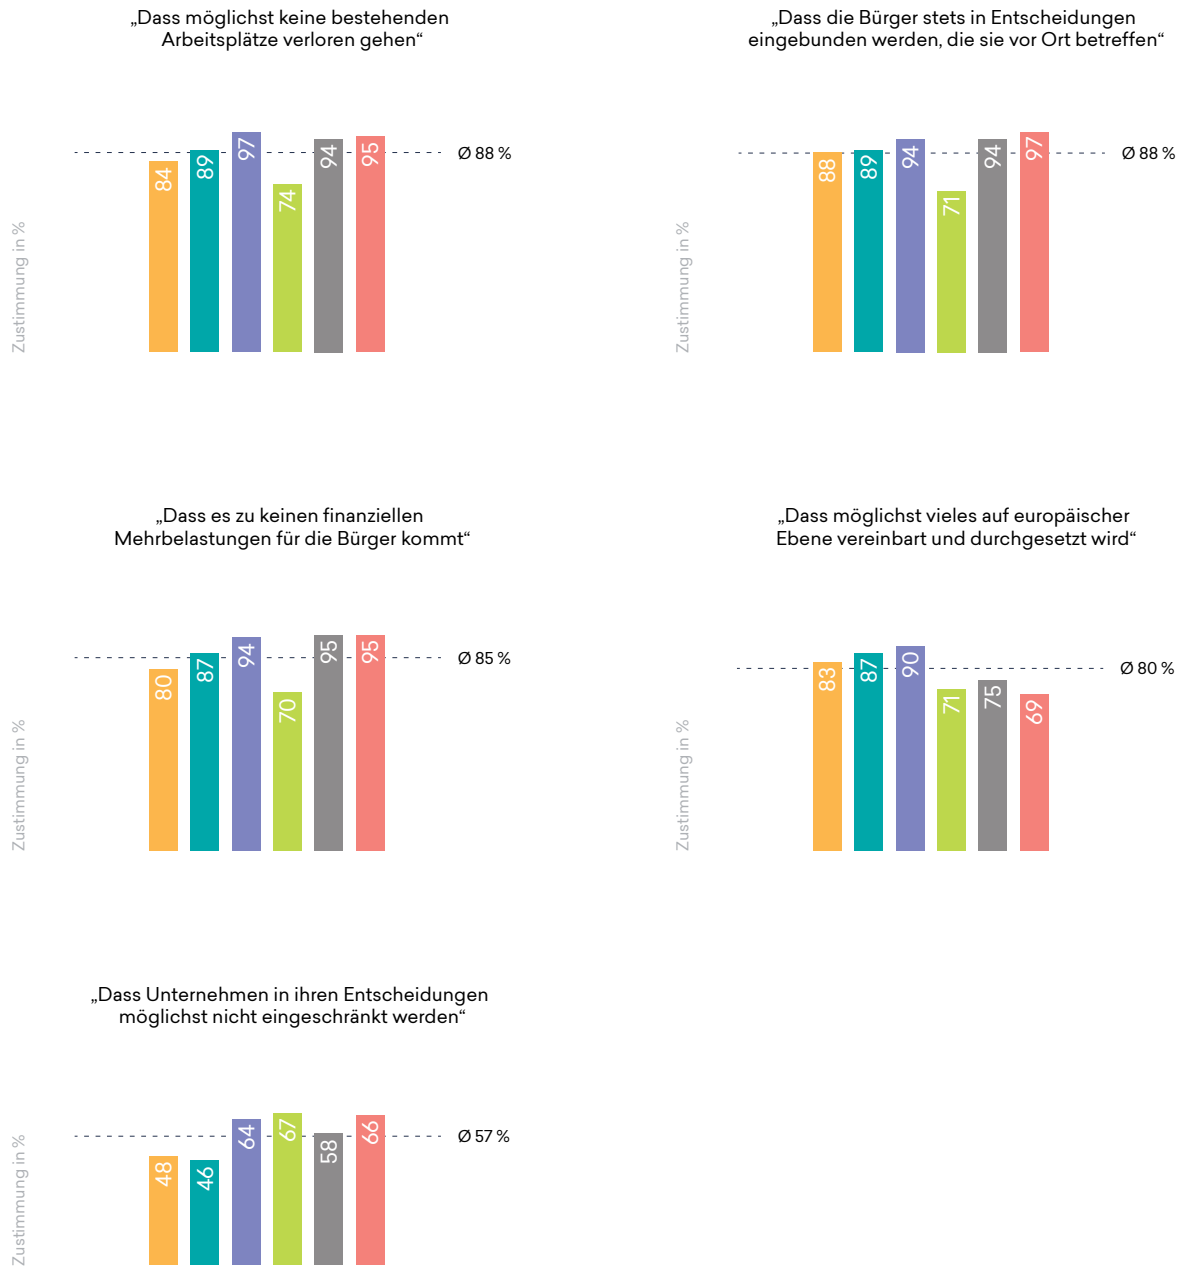 „Dass möglichst keine bestehenden
Arbeitsplätze verloren gehen“
Zustimmung in %
84
89
97
74
94
95
Ø 88 %
„Dass die Bürger stets in Entscheidungen
eingebunden werden, die sie vor Ort betreffen“
Zustimmung in %
88
89
94
71
94
97
Ø 88 %
„Dass es zu keinen finanziellen
Mehrbelastungen für die Bürger kommt“
Zustimmung in %
80
87
94
70
95
95
Ø 85 %
„Dass möglichst vieles auf europäischer
Ebene vereinbart und durchgesetzt wird“
Zustimmung in %
83
87
90
71
75
69
Ø 80 %
„Dass Unternehmen in ihren Entscheidungen
möglichst nicht eingeschränkt werden“
Zustimmung in %
48
46
64
67
58
66
Ø 57 %